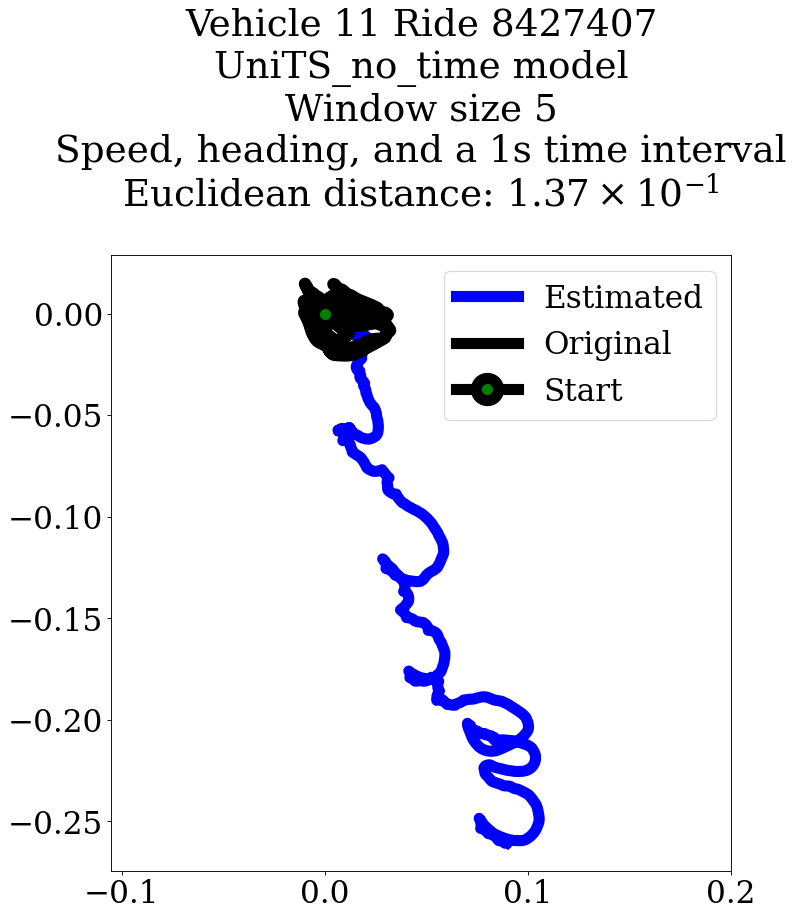 Vehicle 11 Ride 8427407
UniTS_no_time model
Window size 5
Speed, heading, and a 1s time interval
Euclidean distance: 1.37 × 10⁻¹
Estimated
Original
Start
0.00
−0.05
−0.10
−0.15
−0.20
−0.25
−0.1 0.0 0.1 0.2